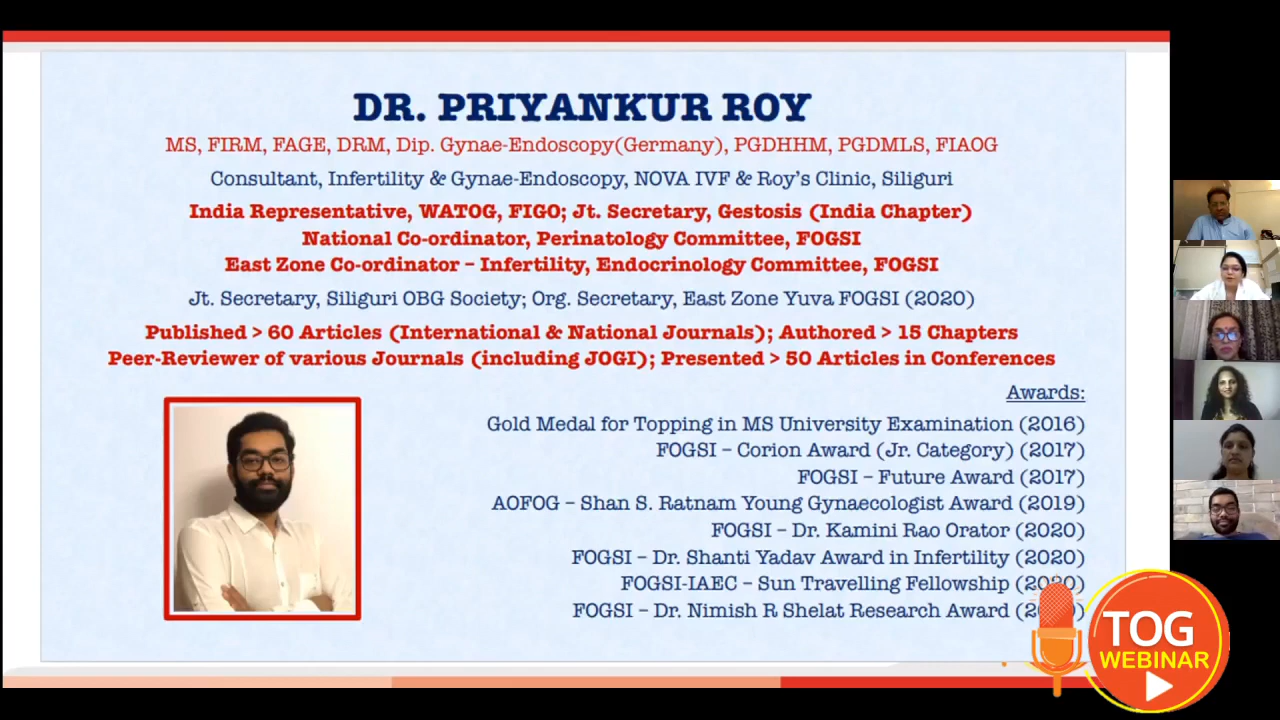 DR. PRIYANKUR ROY
MS, FIRM, FAGE, DRM, Dip. Gynae-Endoscopy(Germany), PGDHHM, PGDMLS, FIAOG
Consultant, Infertility & Gynae-Endoscopy, NOVA IVF & Roy's Clinic, Siliguri
India Representative, WATOG, FIGO; Jt. Secretary, Gestosis (India Chapter)
National Co-ordinator, Perinatology Committee, FOGSI
East Zone Co-ordinator – Infertility, Endocrinology Committee, FOGSI
Jt. Secretary, Siliguri OBG Society; Org. Secretary, East Zone Yuva FOGSI (2020)
Published > 60 Articles (International & National Journals); Authored > 15 Chapters
Peer-Reviewer of various Journals (including JOGI); Presented > 50 Articles in Conferences
Awards:
Gold Medal for Topping in MS University Examination (2016)
FOGSI – Corion Award (Jr. Category) (2017)
FOGSI – Future Award (2017)
AOFOG – Shan S. Ratnam Young Gynaecologist Award (2019)
FOGSI – Dr. Kamini Rao Orator (2020)
FOGSI – Dr. Shanti Yadav Award in Infertility (2020)
FOGSI-IAEC – Sun Travelling Fellowship (2020)
FOGSI – Dr. Nimish R Shelat Research Award
TOG
WEBINAR